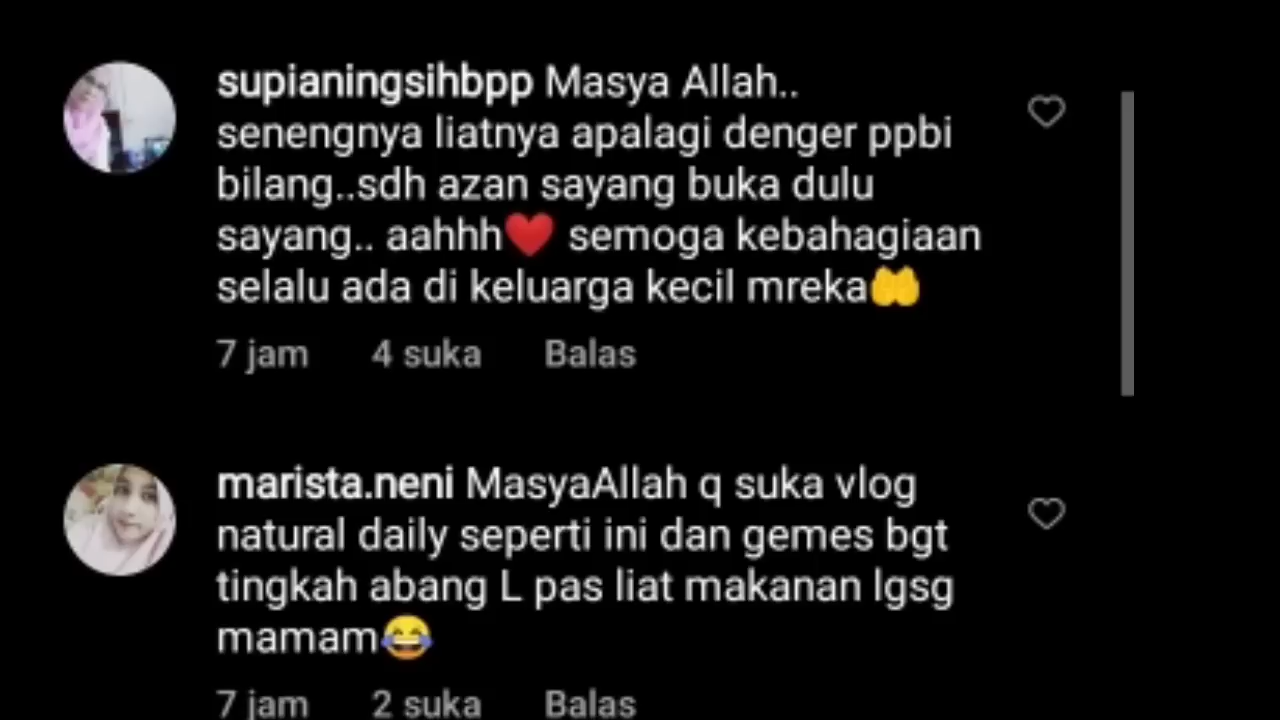 supianingsihbpp Masya Allah..
senengnya liatnya apalagi denger ppbi
bilang..sdh azan sayang buka dulu
sayang.. aahhh❤️ semoga kebahagiaan
selalu ada di keluarga kecil mreka🤲
7 jam 4 suka Balas
marista.neni MasyaAllah q suka vlog
natural daily seperti ini dan gemes bgt
tingkah abang L pas liat makanan lgsg
mamam😂
7 jam 2 suka Balas